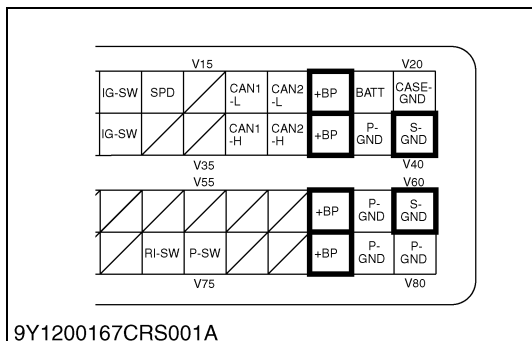 V15 V20
IG-SW SPD CAN1 -L CAN2 -L +BP BATT CASE- GND
IG-SW CAN1 -H CAN2 -H +BP P- GND S- GND
V35 V40
V55 V60
+BP P- GND S- GND
RI-SW P-SW +BP P- GND P- GND
V75 V80
9Y1200167CRS001A